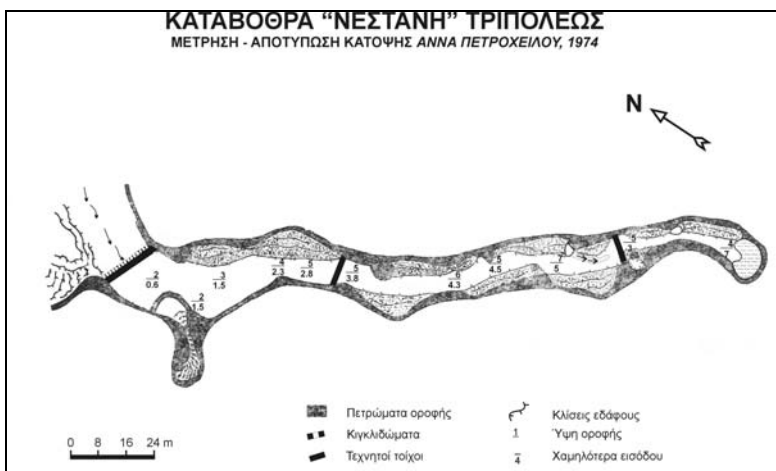 ΚΑΤΑΒΟΘΡΑ “ΝΕΣΤΑΝΗ” ΤΡΙΠΟΛΕΩΣ
ΜΕΤΡΗΣΗ - ΑΠΟΤΥΠΩΣΗ ΚΑΤΟΨΗΣ ΑΝΝΑ ΠΕΤΡΟΧΕΙΛΟΥ, 1974
N
2
0.6
3
1.5
2
1.5
4
2.3
5
2.8
5
3.8
6
4.3
5
4.5
5
5
3
Πετρώματα οροφής
Κιγκλιδώματα
Τεχνητοί τοίχοι
Κλίσεις εδάφους
1 Ύψη οροφής
4 Χαμηλότερα εισόδου
0 8 16 24 m